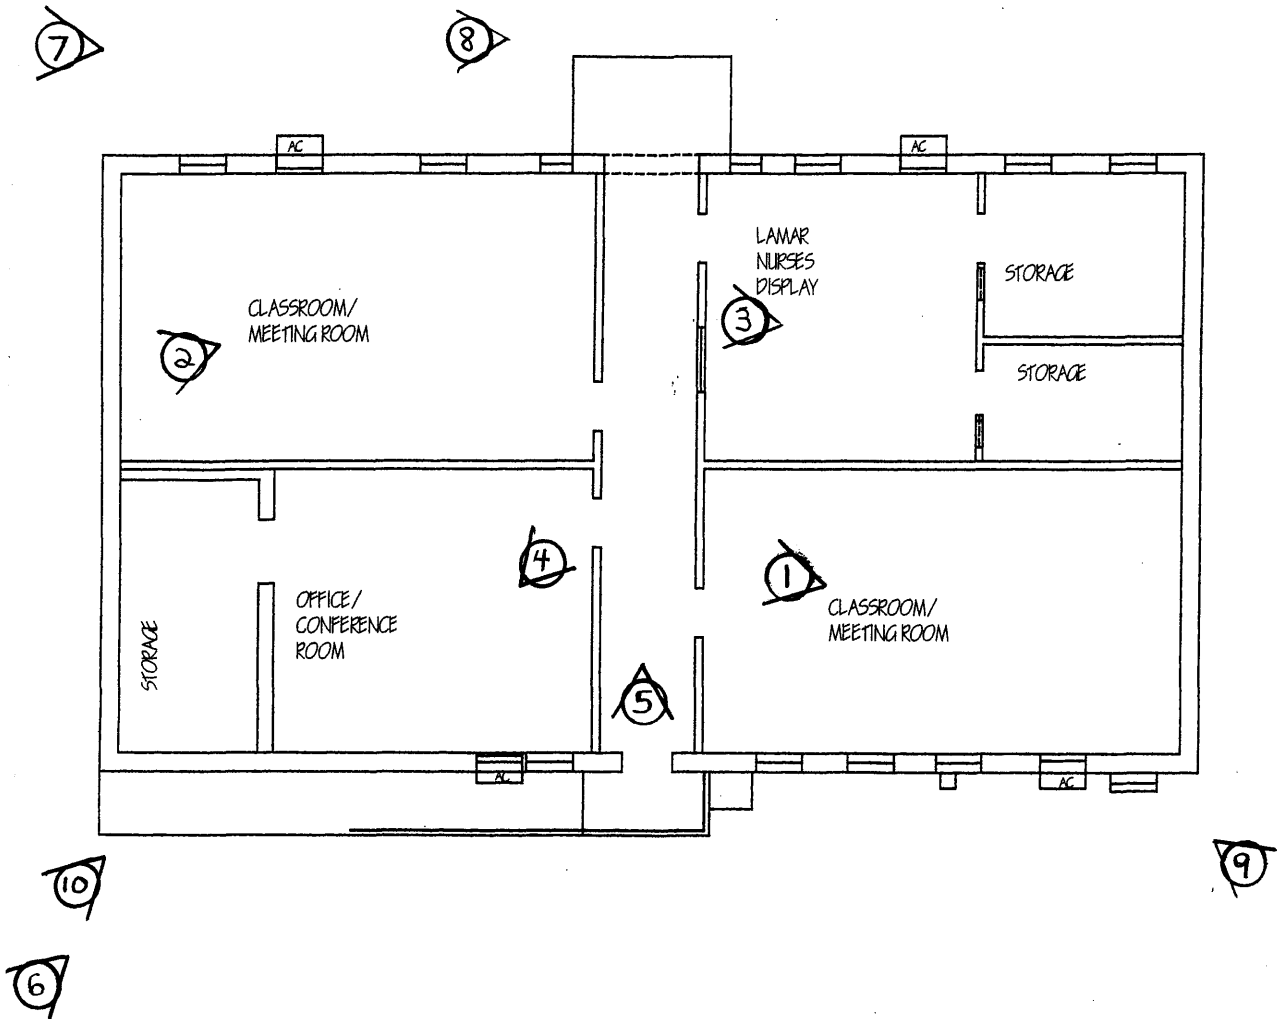 7
8
AC
AC
LAMAR
NURSES
DISPLAY
STORAGE
CLASSROOM/
MEETING ROOM
3
2
STORAGE
4
1
OFFICE/
CONFERENCE
ROOM
CLASSROOM/
MEETING ROOM
STORAGE
5
AC
AC
10
9
6